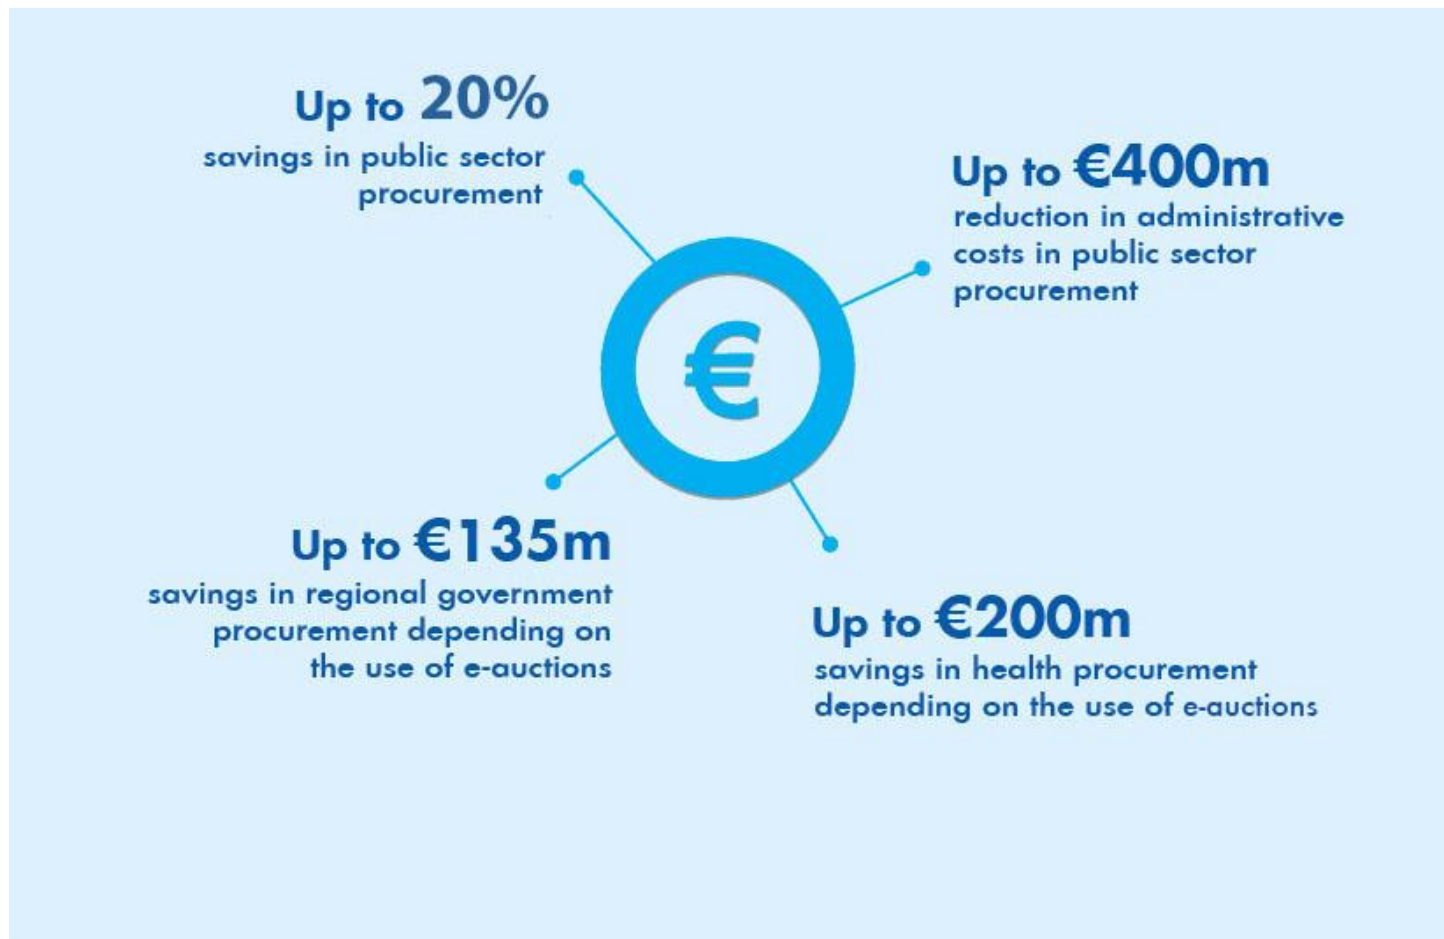 Up to 20%
savings in public sector
procurement
Up to €400m
reduction in administrative
costs in public sector
procurement
€
Up to €135m
savings in regional government
procurement depending on
the use of e-auctions
Up to €200m
savings in health procurement
depending on the use of e-auctions